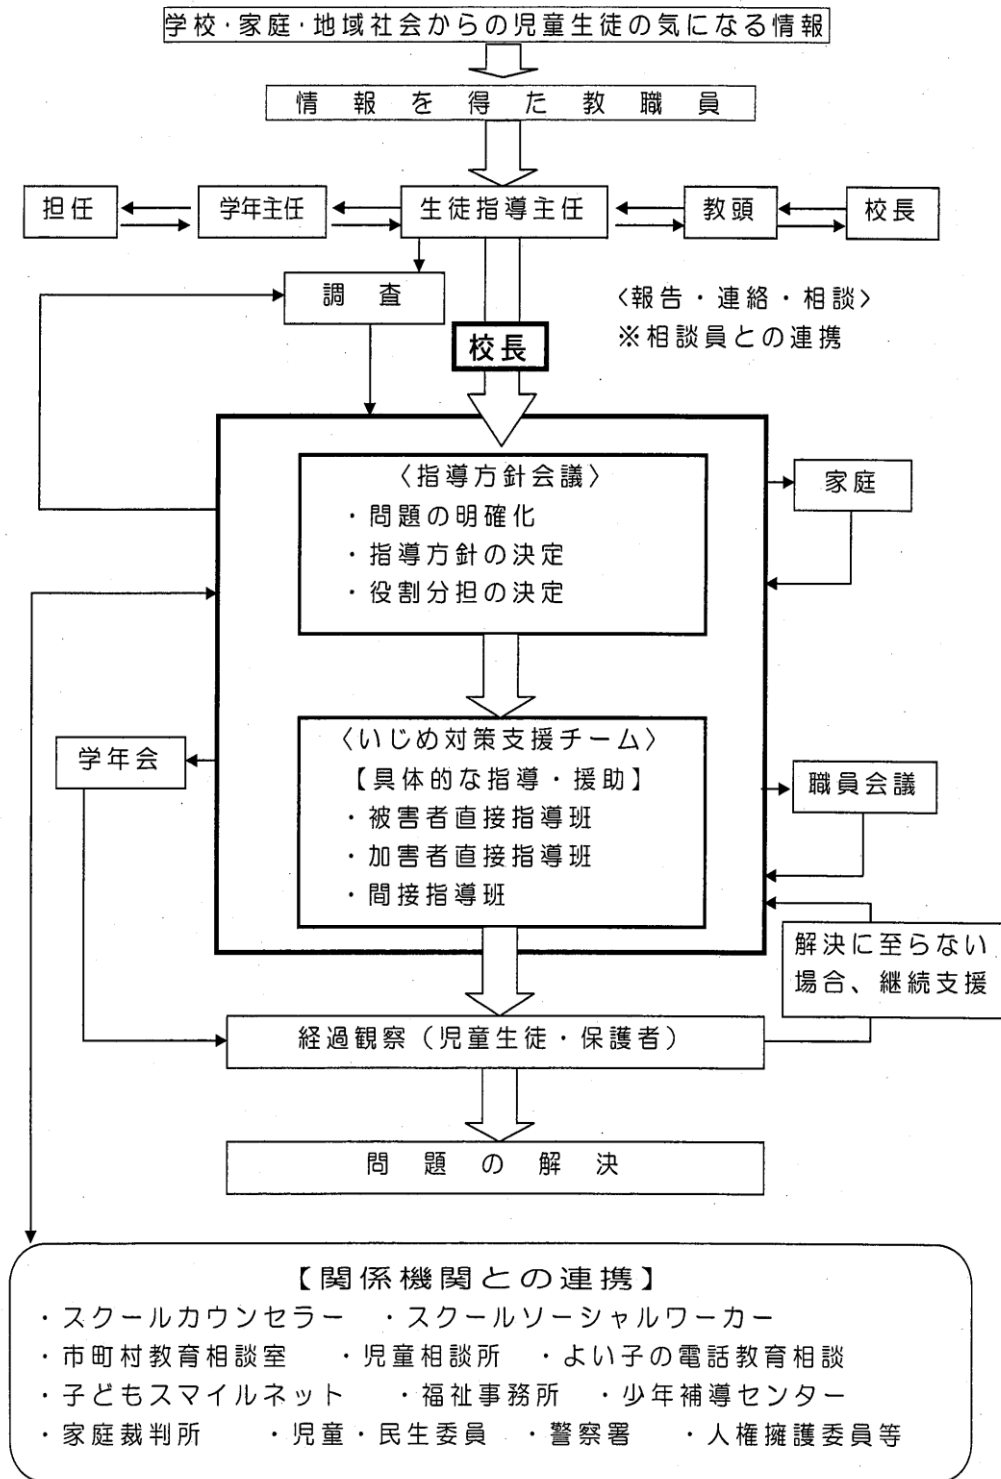 学校・家庭・地域社会からの児童生徒の気になる情報
情報を得た教職員
担任
学年主任
生徒指導主任
教頭
校長
調査
〈報告・連絡・相談〉
※相談員との連携
校長
〈指導方針会議〉
・問題の明確化
・指導方針の決定
・役割分担の決定
家庭
〈いじめ対策支援チーム〉
【具体的な指導・援助】
・被害者直接指導班
・加害者直接指導班
・間接指導班
学年会
職員会議
解決に至らない
場合、継続支援
経過観察（児童生徒・保護者）
問題の解決
【関係機関との連携】
・スクールカウンセラー ・スクールソーシャルワーカー
・市町村教育相談室 ・児童相談所 ・よい子の電話教育相談
・子どもスマイルネット ・福祉事務所 ・少年補導センター
・家庭裁判所 ・児童・民生委員 ・警察署 ・人権擁護委員等